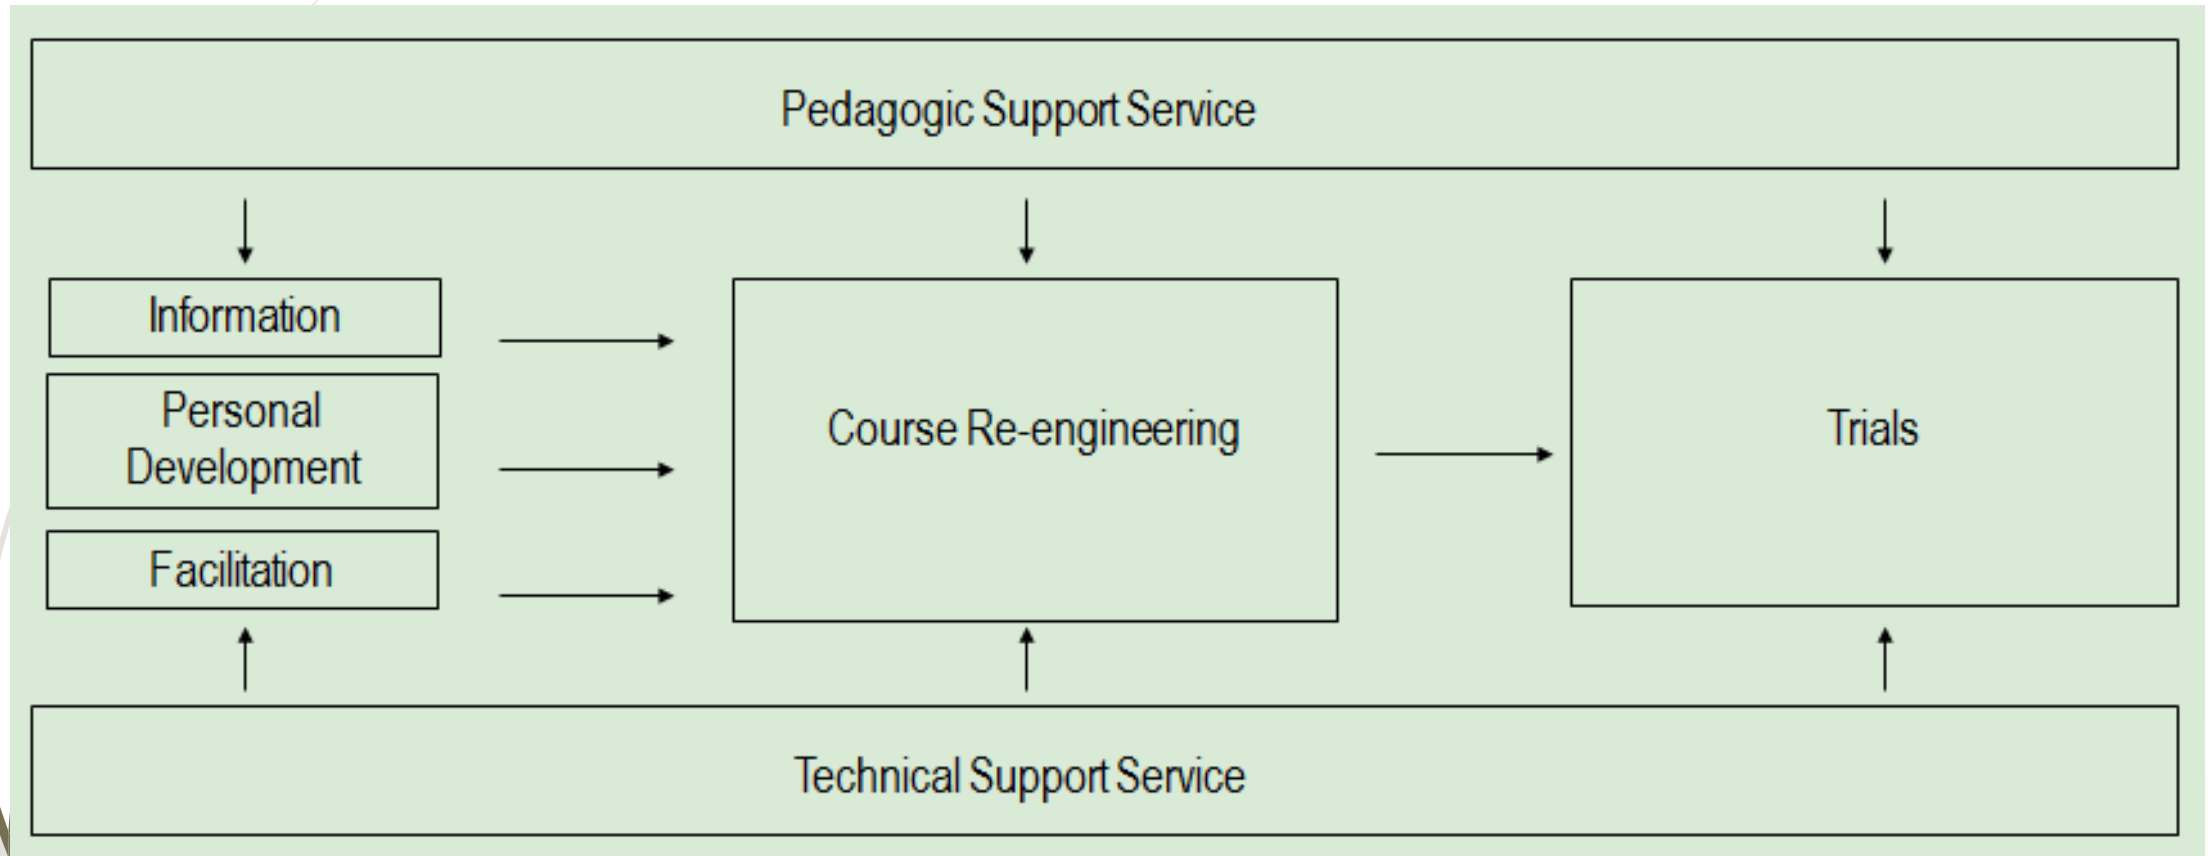 Pedagogic Support Service
Information
Personal
Development
Facilitation
Course Re-engineering
Trials
Technical Support Service